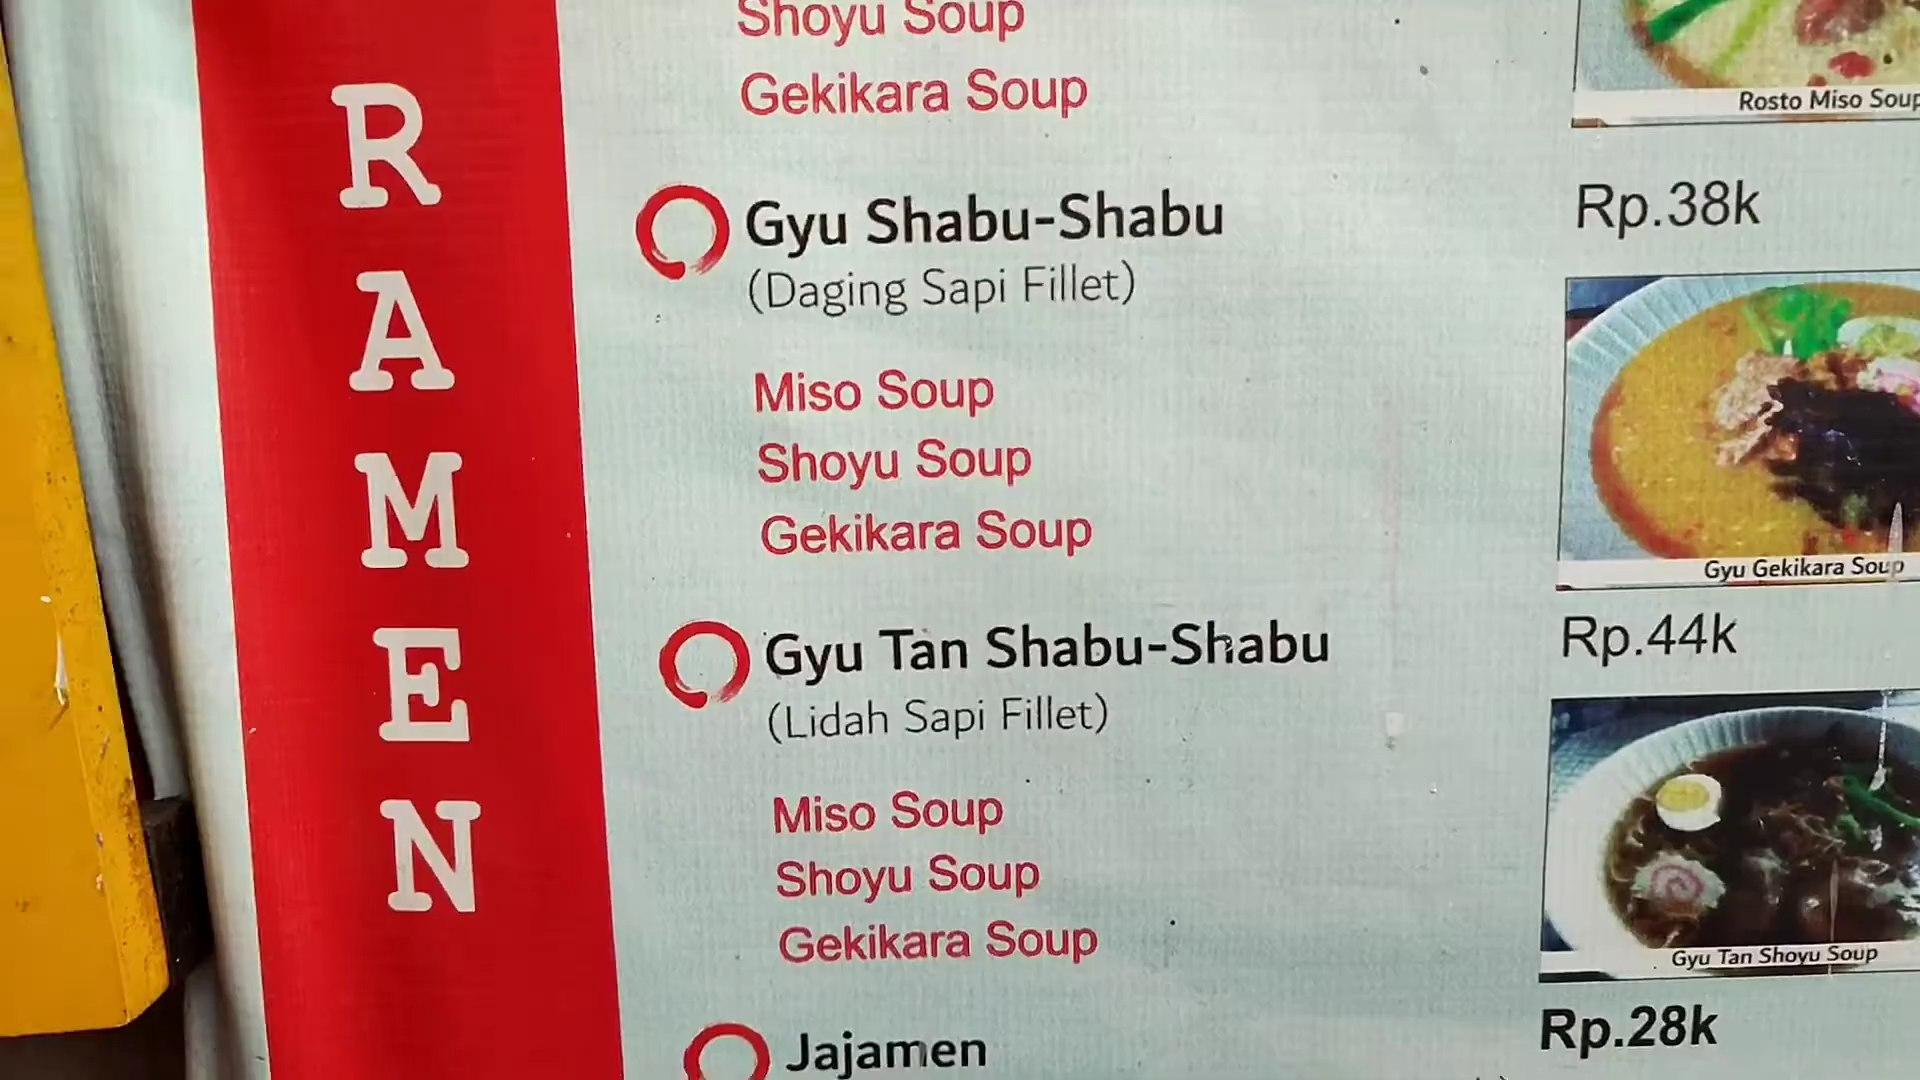 RAMEN
Shoyu Soup
Gekikara Soup
Rosto Miso Soup
Gyu Shabu-Shabu
Rp.38k
(Daging Sapi Fillet)
Miso Soup
Shoyu Soup
Gekikara Soup
Gyu Gekikara Soup
Gyu Tan Shabu-Shabu
Rp.44k
(Lidah Sapi Fillet)
Miso Soup
Shoyu Soup
Gekikara Soup
Gyu Tan Shoyu Soup
Jajamen
Rp.28k